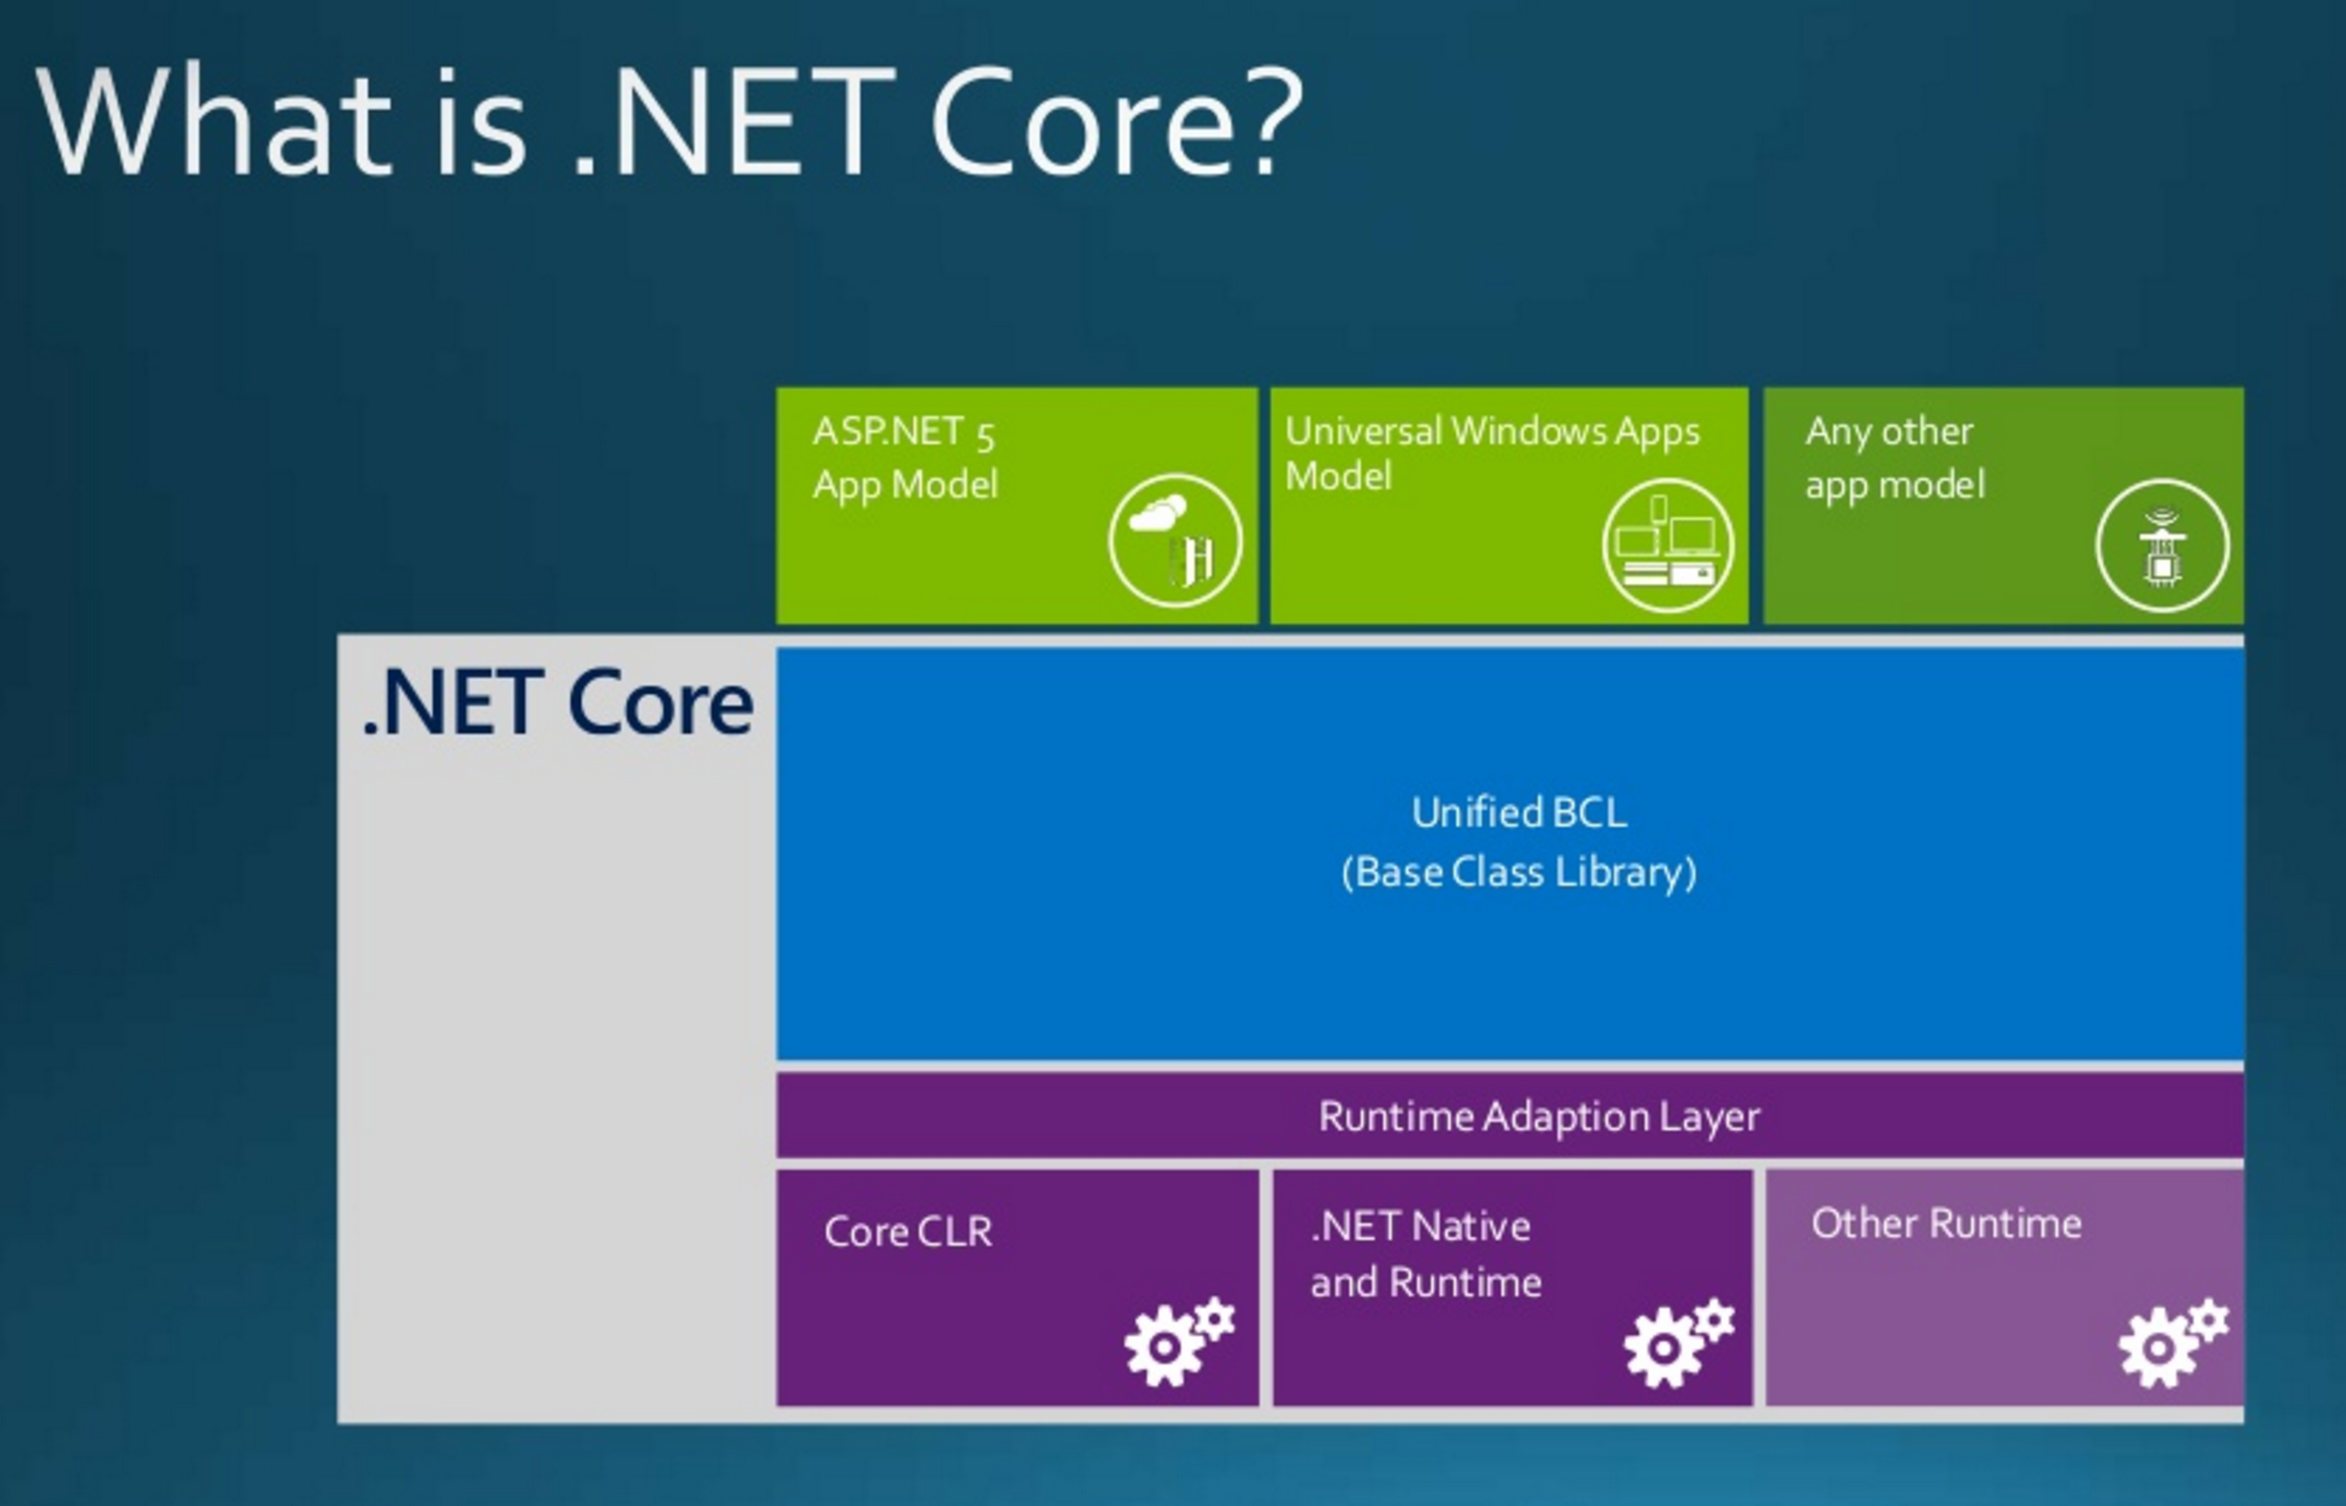 What is .NET Core?
ASP.NET 5
App Model
Universal Windows Apps
Model
Any other
app model
.NET Core
Unified BCL
(Base Class Library)
Runtime Adaption Layer
Core CLR
.NET Native
and Runtime
Other Runtime